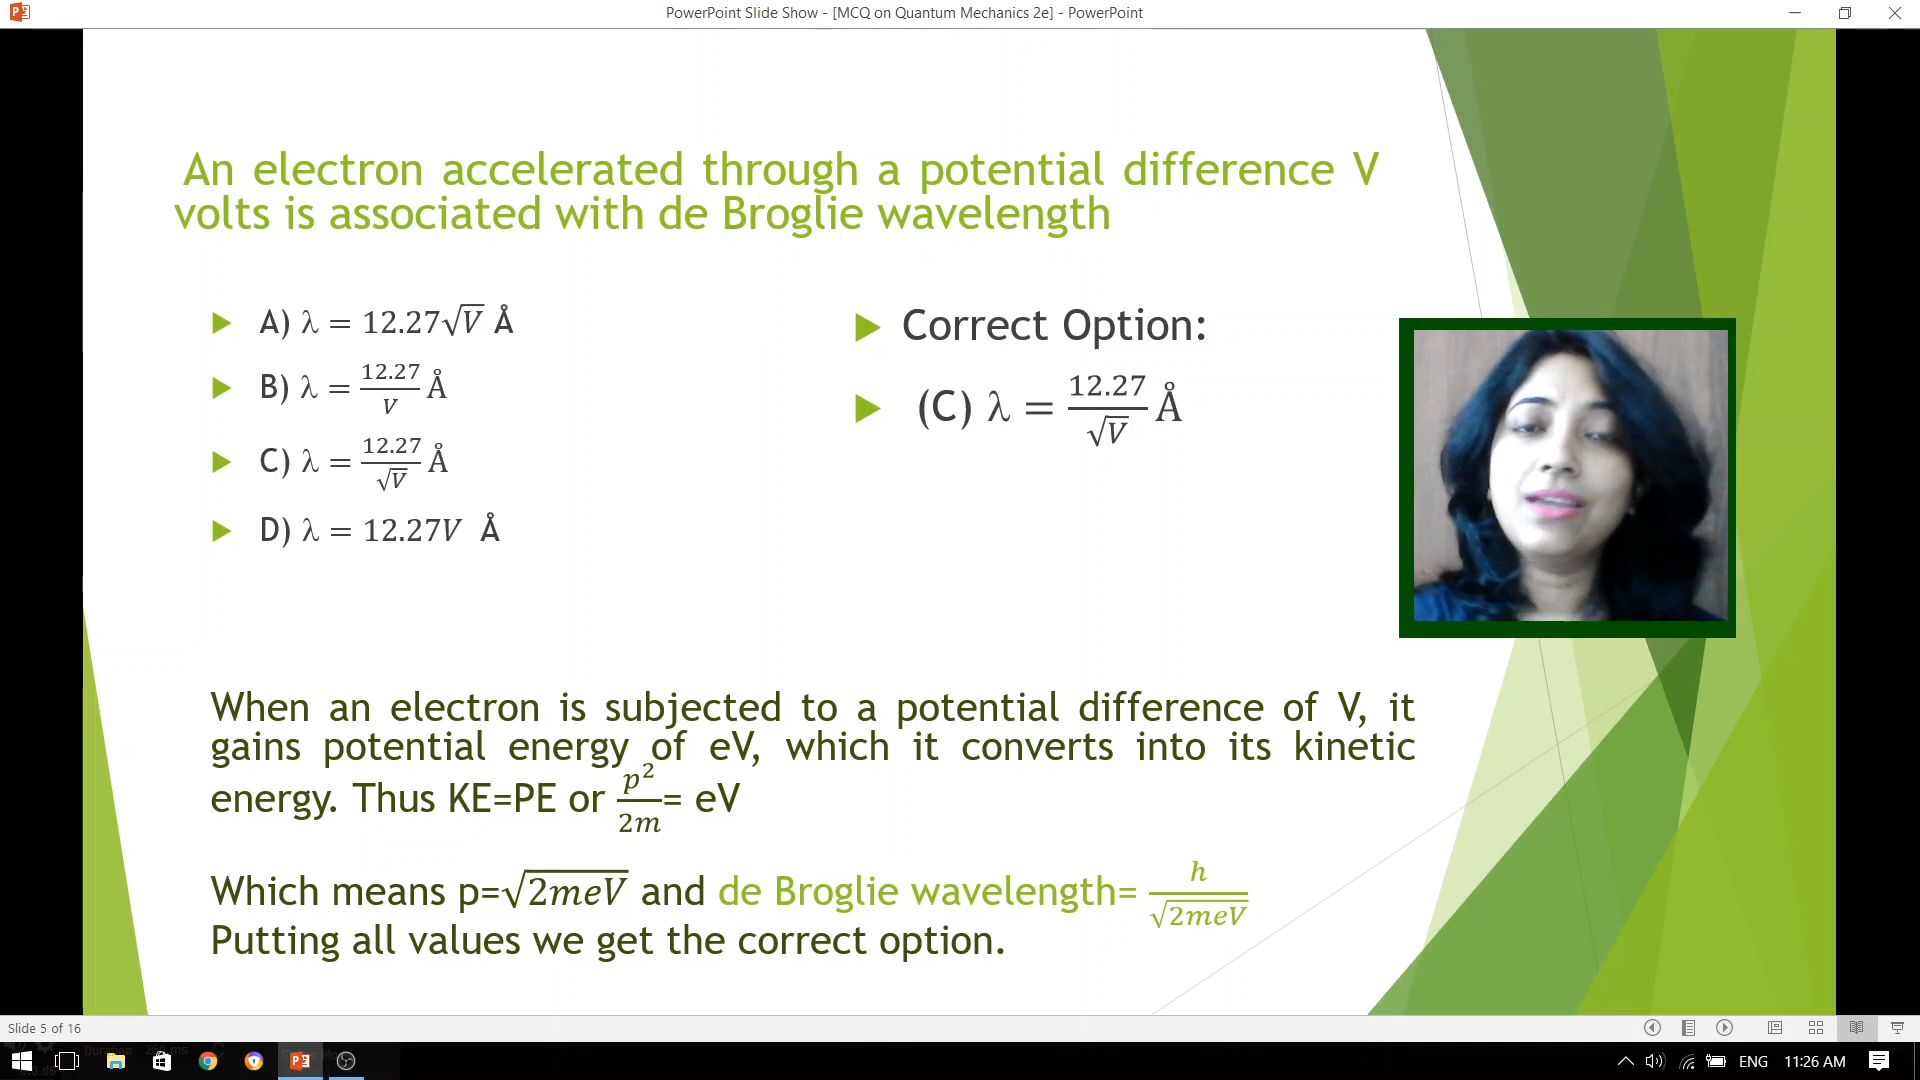 PowerPoint Slide Show - [MCQ on Quantum Mechanics 2e] - PowerPoint
An electron accelerated through a potential difference V
volts is associated with de Broglie wavelength
A) λ = 12.27√V Å
B) λ = 12.27/V Å
C) λ = 12.27/√V Å
D) λ = 12.27V Å
Correct Option:
(C) λ = 12.27/√V Å
When an electron is subjected to a potential difference of V, it
gains potential energy of eV, which it converts into its kinetic
energy. Thus KE=PE or p²/2m= eV
Which means p=√2meV and de Broglie wavelength= h/√2meV
Putting all values we get the correct option.
Slide 5 of 16
Duration 250 ms
ENG 11:26 AM